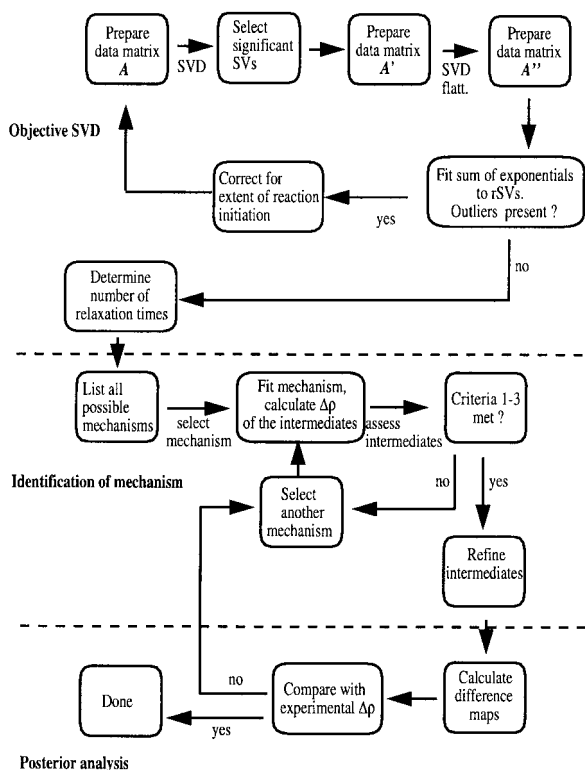 Prepare
data matrix
A
SVD
Select
significant
SVs
Prepare
data matrix
A'
SVD
flatt.
Prepare
data matrix
A''
Objective SVD
Correct for
extent of reaction
initiation
yes
Fit sum of exponentials
to rSVs.
Outliers present ?
no
Determine
number of
relaxation times
List all
possible
mechanisms
select
mechanism
Fit mechanism,
calculate Δρ
of the intermediates
assess
intermediates
Criteria 1-3
met ?
Identification of mechanism
no
yes
Select
another
mechanism
Refine
intermediates
Done
no
yes
Compare with
experimental Δρ
Calculate
difference
maps
Posterior analysis